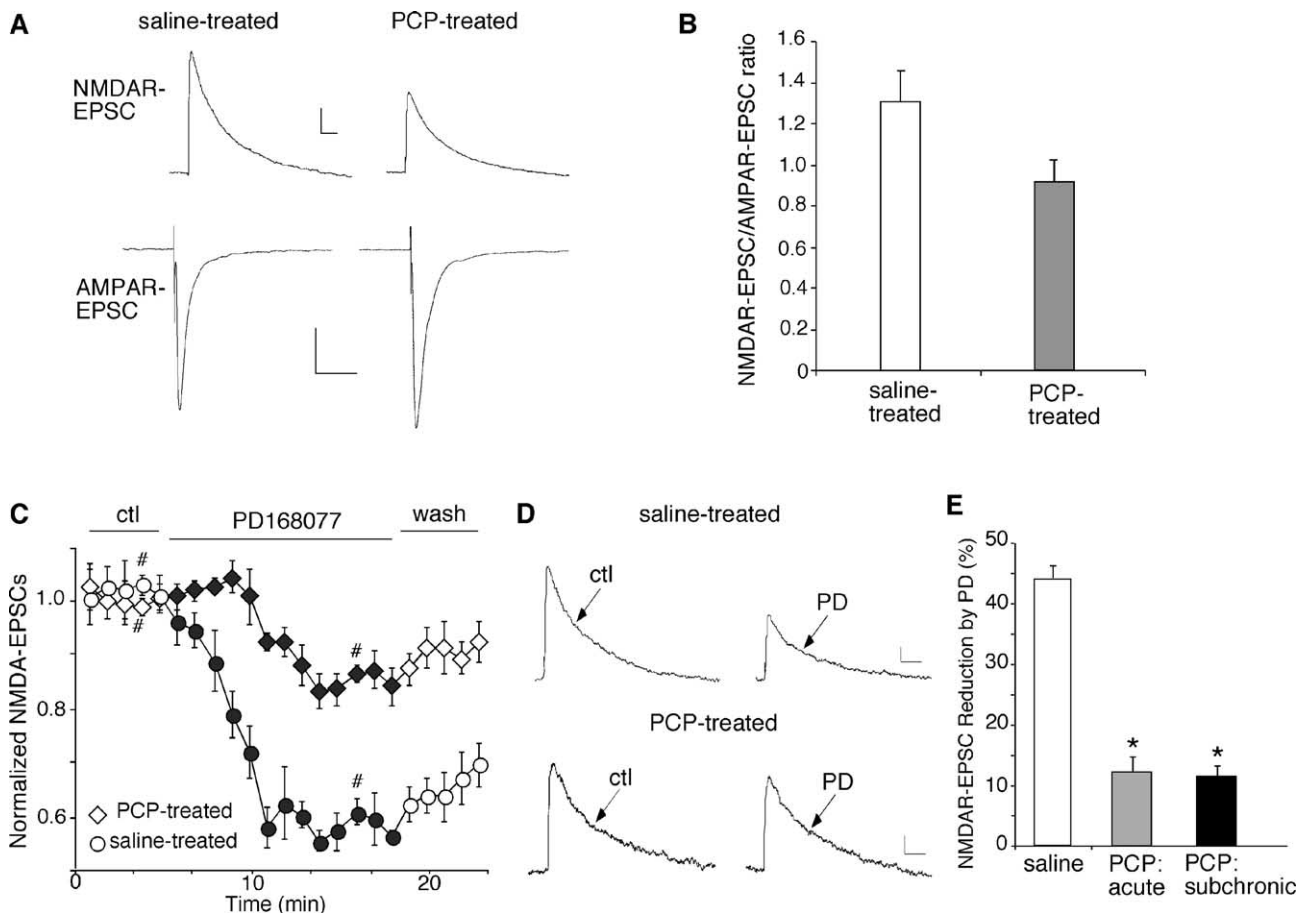 A
saline-treated
PCP-treated
NMDAR-
EPSC
AMPAR-
EPSC
B
NMDAR-EPSC/AMPAR-EPSC ratio
1.6
1.4
1.2
1.0
0.8
0.6
0.4
0.2
0
saline-
treated
PCP-
treated
C
ctl
PD168077
wash
Normalized NMDA-EPSCs
1.0
0.8
0.6
#
#
#
#
PCP-treated
saline-treated
0
10
20
Time (min)
D
saline-treated
ctl
PD
PCP-treated
ctl
PD
E
NMDAR-EPSC Reduction by PD (%)
50
40
30
20
10
0
*
*
saline
PCP:
acute
PCP:
subchronic